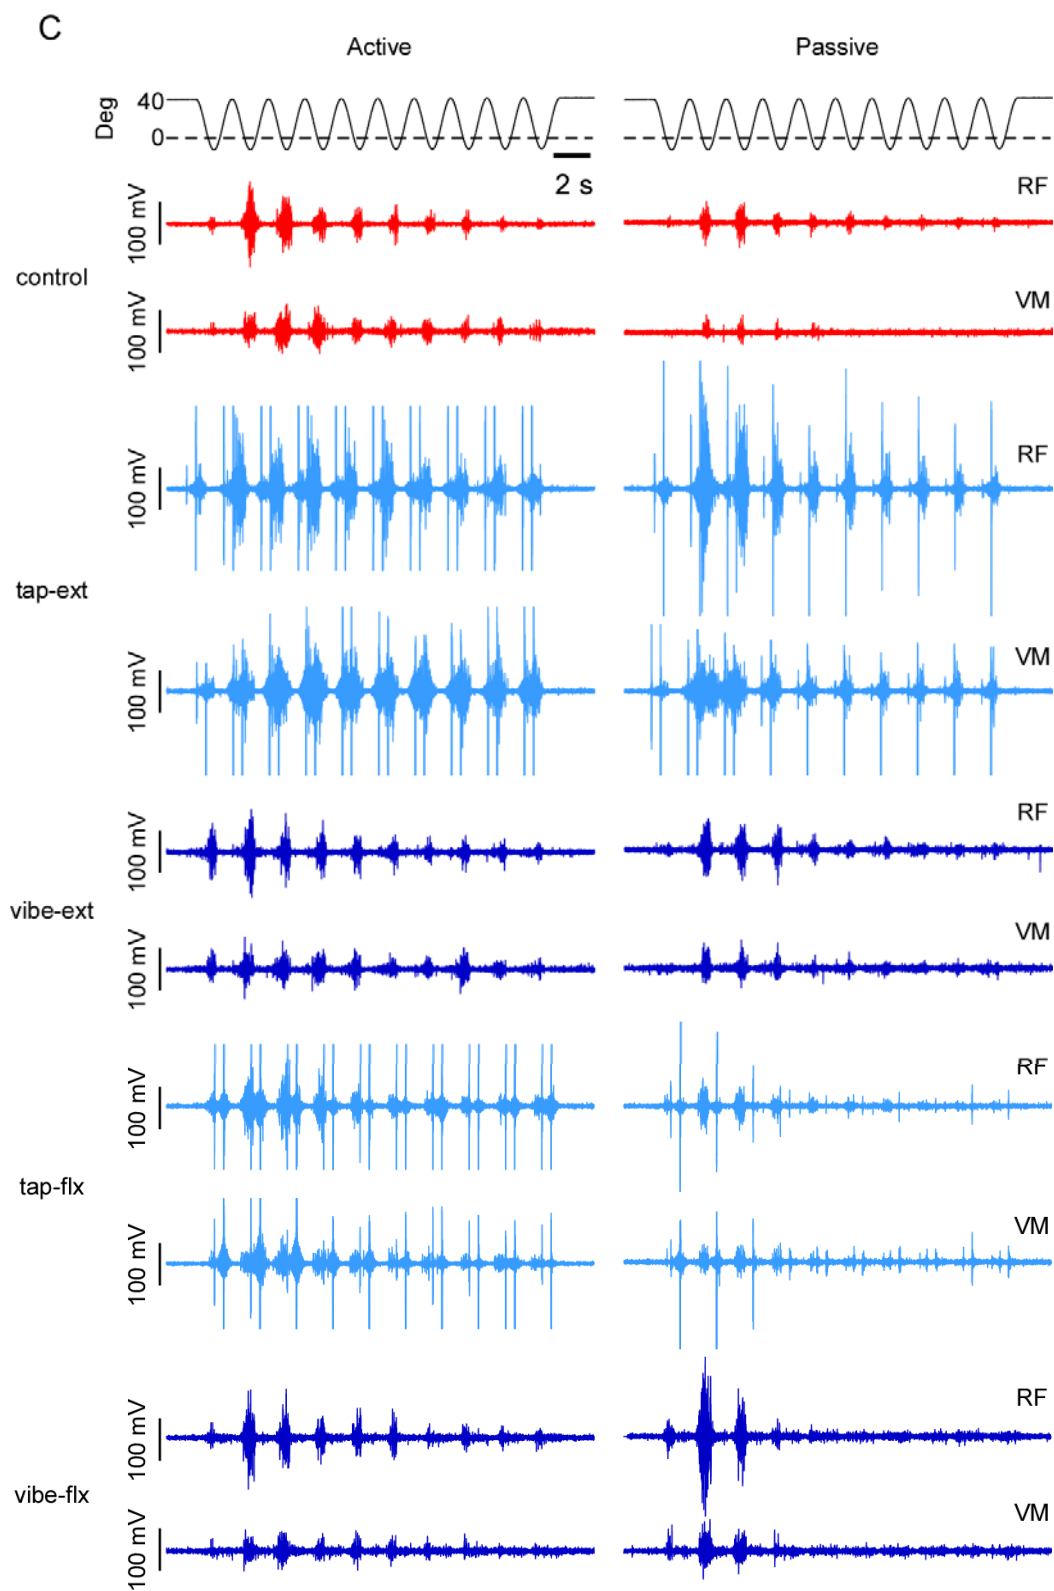 C
Active Passive
Deg
40
0
2 s
RF
100 mV
control
VM
100 mV
RF
100 mV
tap-ext
VM
100 mV
RF
100 mV
vibe-ext
VM
100 mV
RF
100 mV
tap-flx
VM
100 mV
RF
100 mV
vibe-flx
VM
100 mV